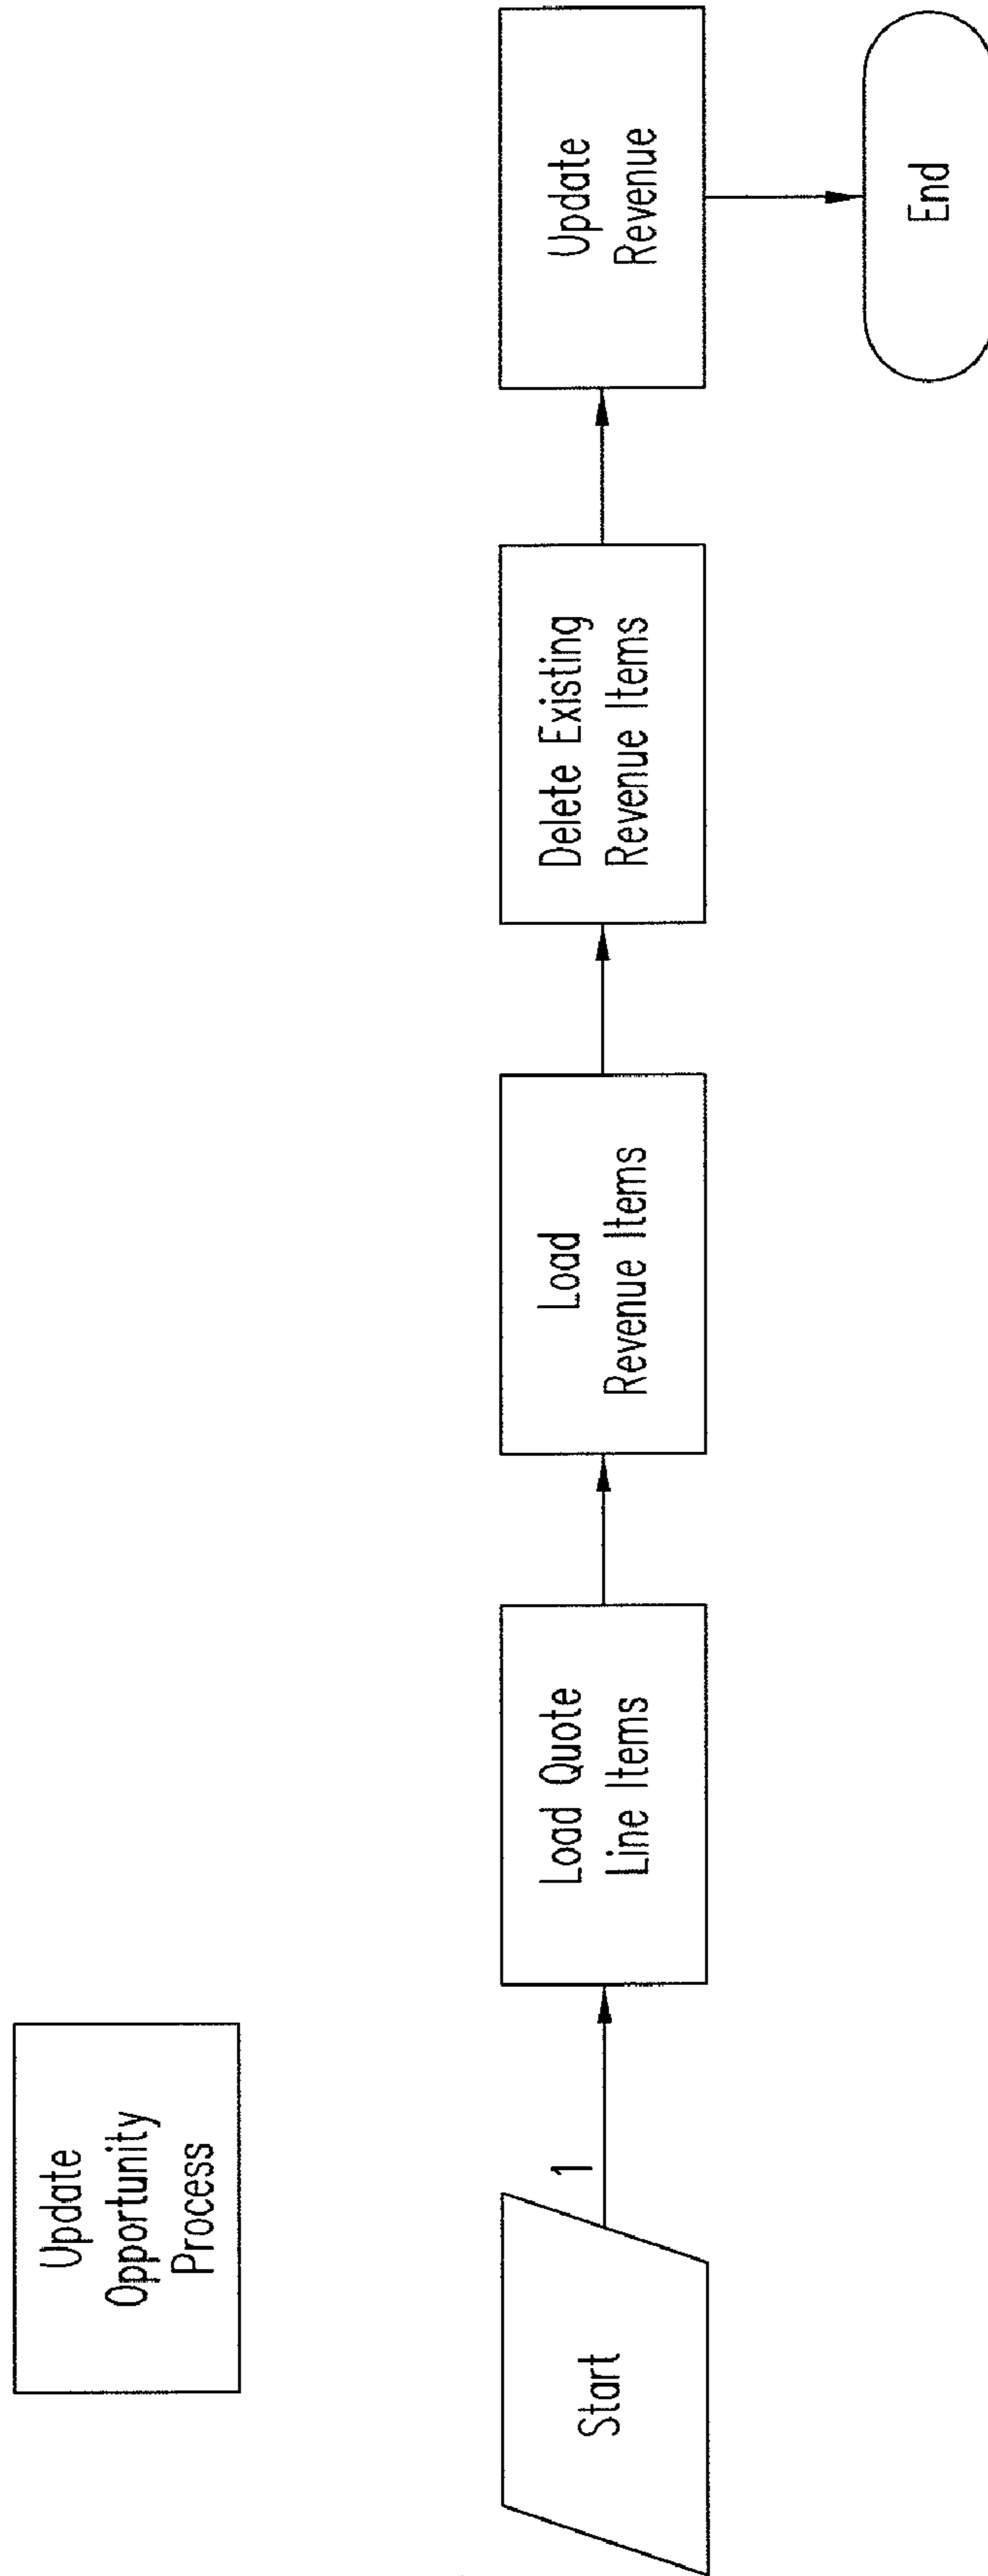 Update
Opportunity
Process
Start
1
Load Quote
Line Items
Load
Revenue Items
Delete Existing
Revenue Items
Update
Revenue
End